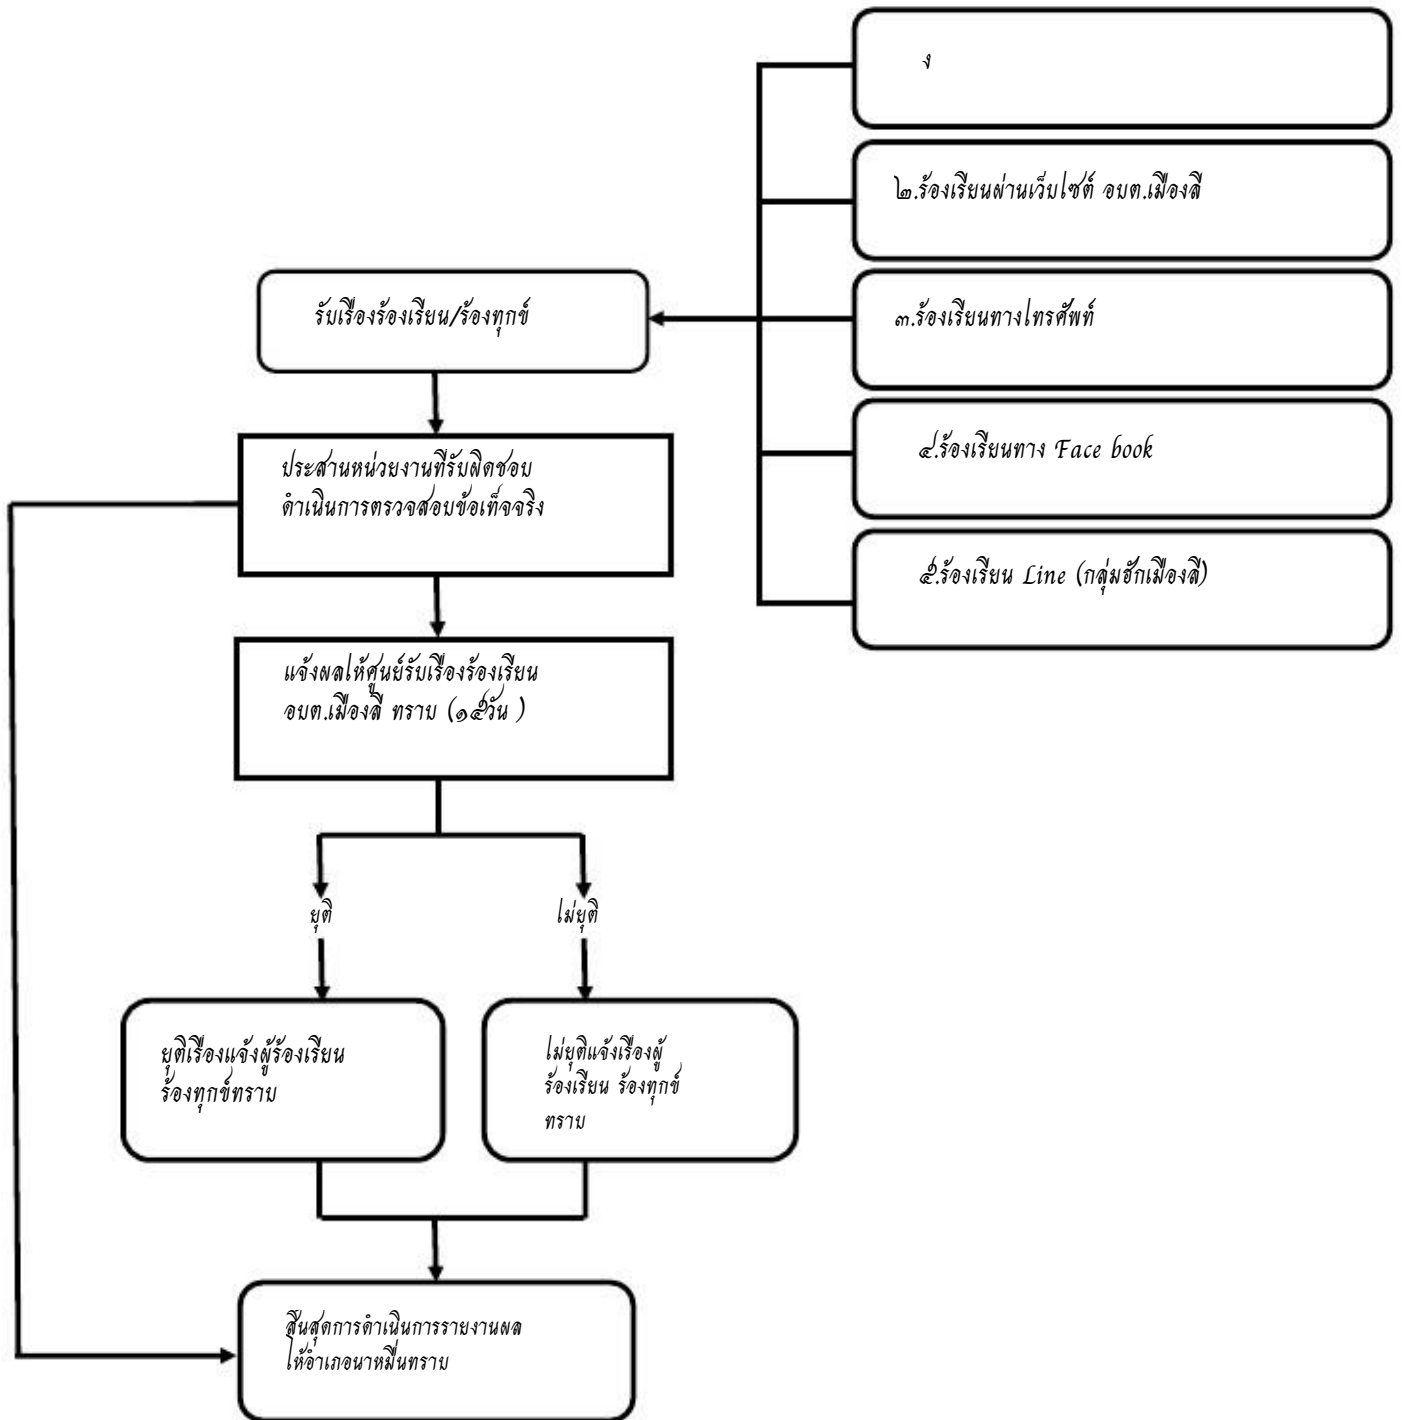 ง
๒.ร้องเรียนผ่านเว็บไซต์ อบต.เมืองลี
รับเรื่องร้องเรียน/ร้องทุกข์
๓.ร้องเรียนทางโทรศัพท์
๔.ร้องเรียนทาง Face book
ประสานหน่วยงานที่รับผิดชอบ
ดำเนินการตรวจสอบข้อเท็จจริง
๕.ร้องเรียน Line (กลุ่มฮักเมืองลี)
แจ้งผลให้ศูนย์รับเรื่องร้องเรียน
อบต.เมืองลี ทราบ (๑๕วัน )
ยุติ
ไม่ยุติ
ยุติเรื่องแจ้งผู้ร้องเรียน
ร้องทุกข์ทราบ
ไม่ยุติแจ้งเรื่องผู้
ร้องเรียน ร้องทุกข์
ทราบ
สิ้นสุดการดำเนินการรายงานผล
ให้อำเภอนาหมื่นทราบ